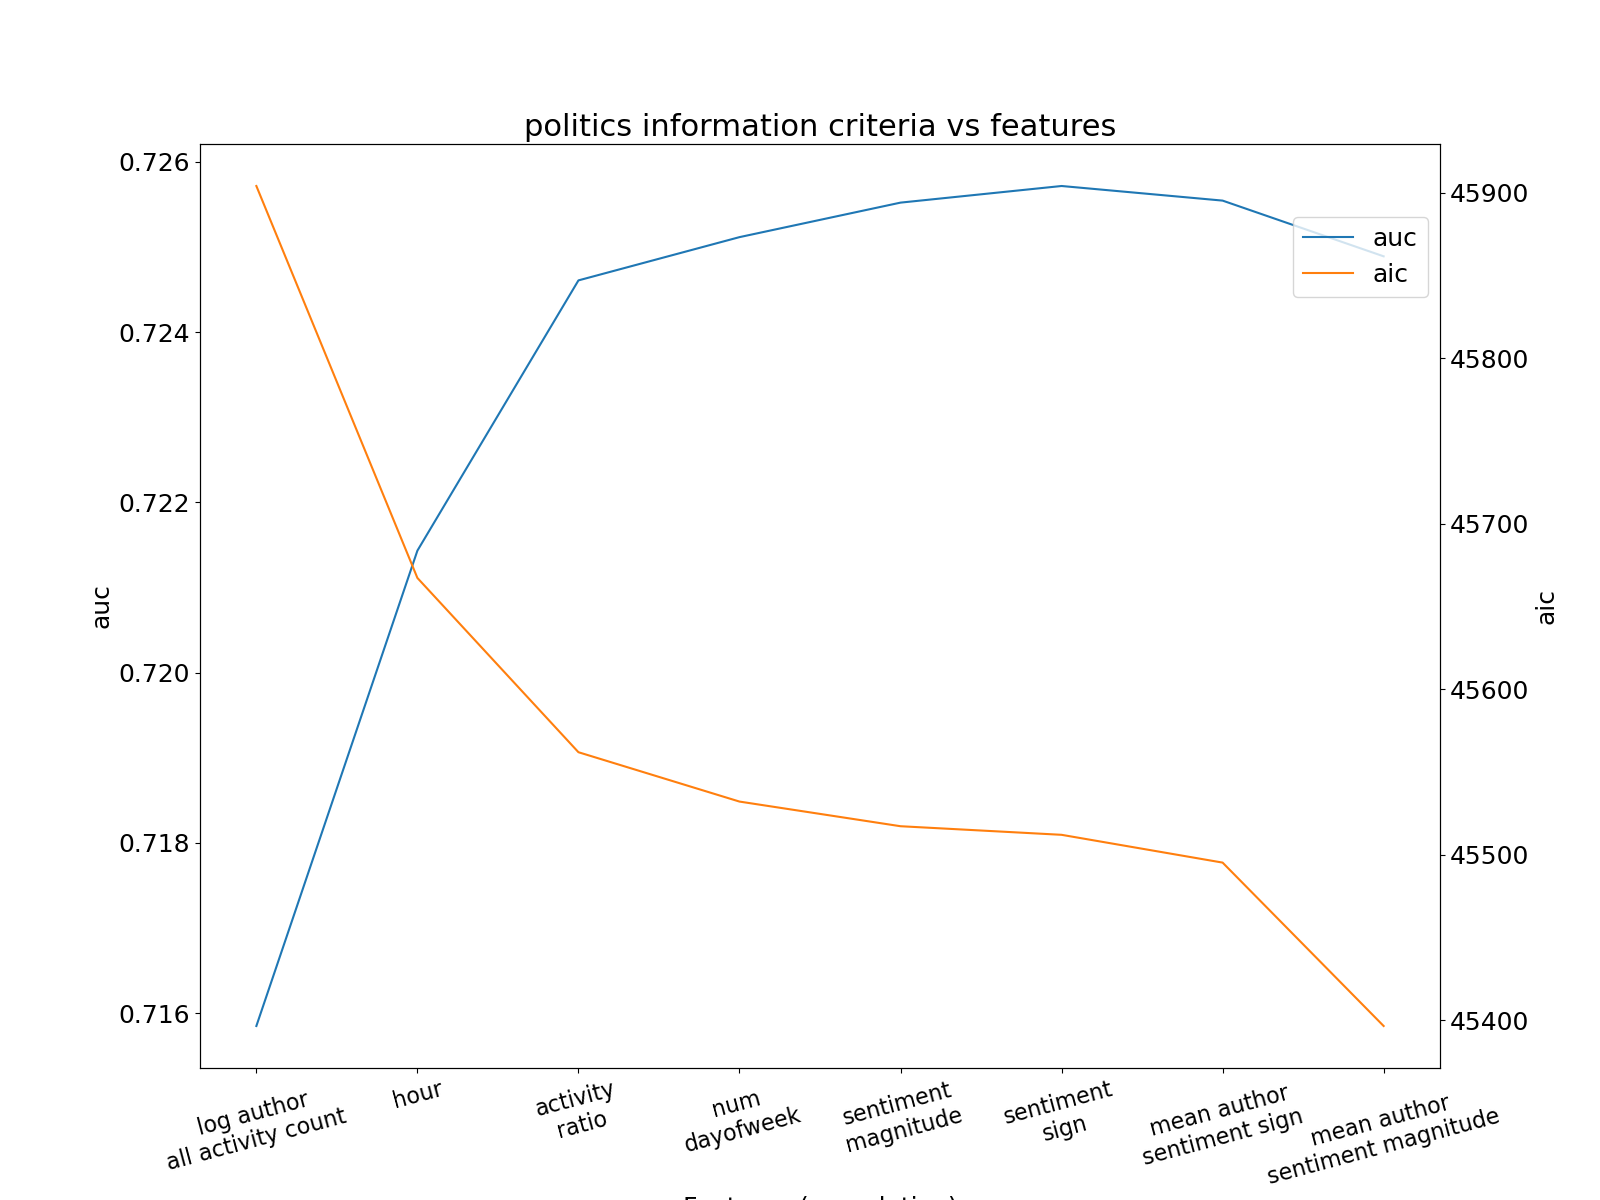 politics information criteria vs features
0.726
0.724
0.722
0.720
0.718
0.716
auc
45900
45800
45700
45600
45500
45400
aic
auc
aic
log author
all activity count
hour
activity
ratio
num
dayofweek
sentiment
magnitude
sentiment
sign
mean author
sentiment sign
mean author
sentiment magnitude